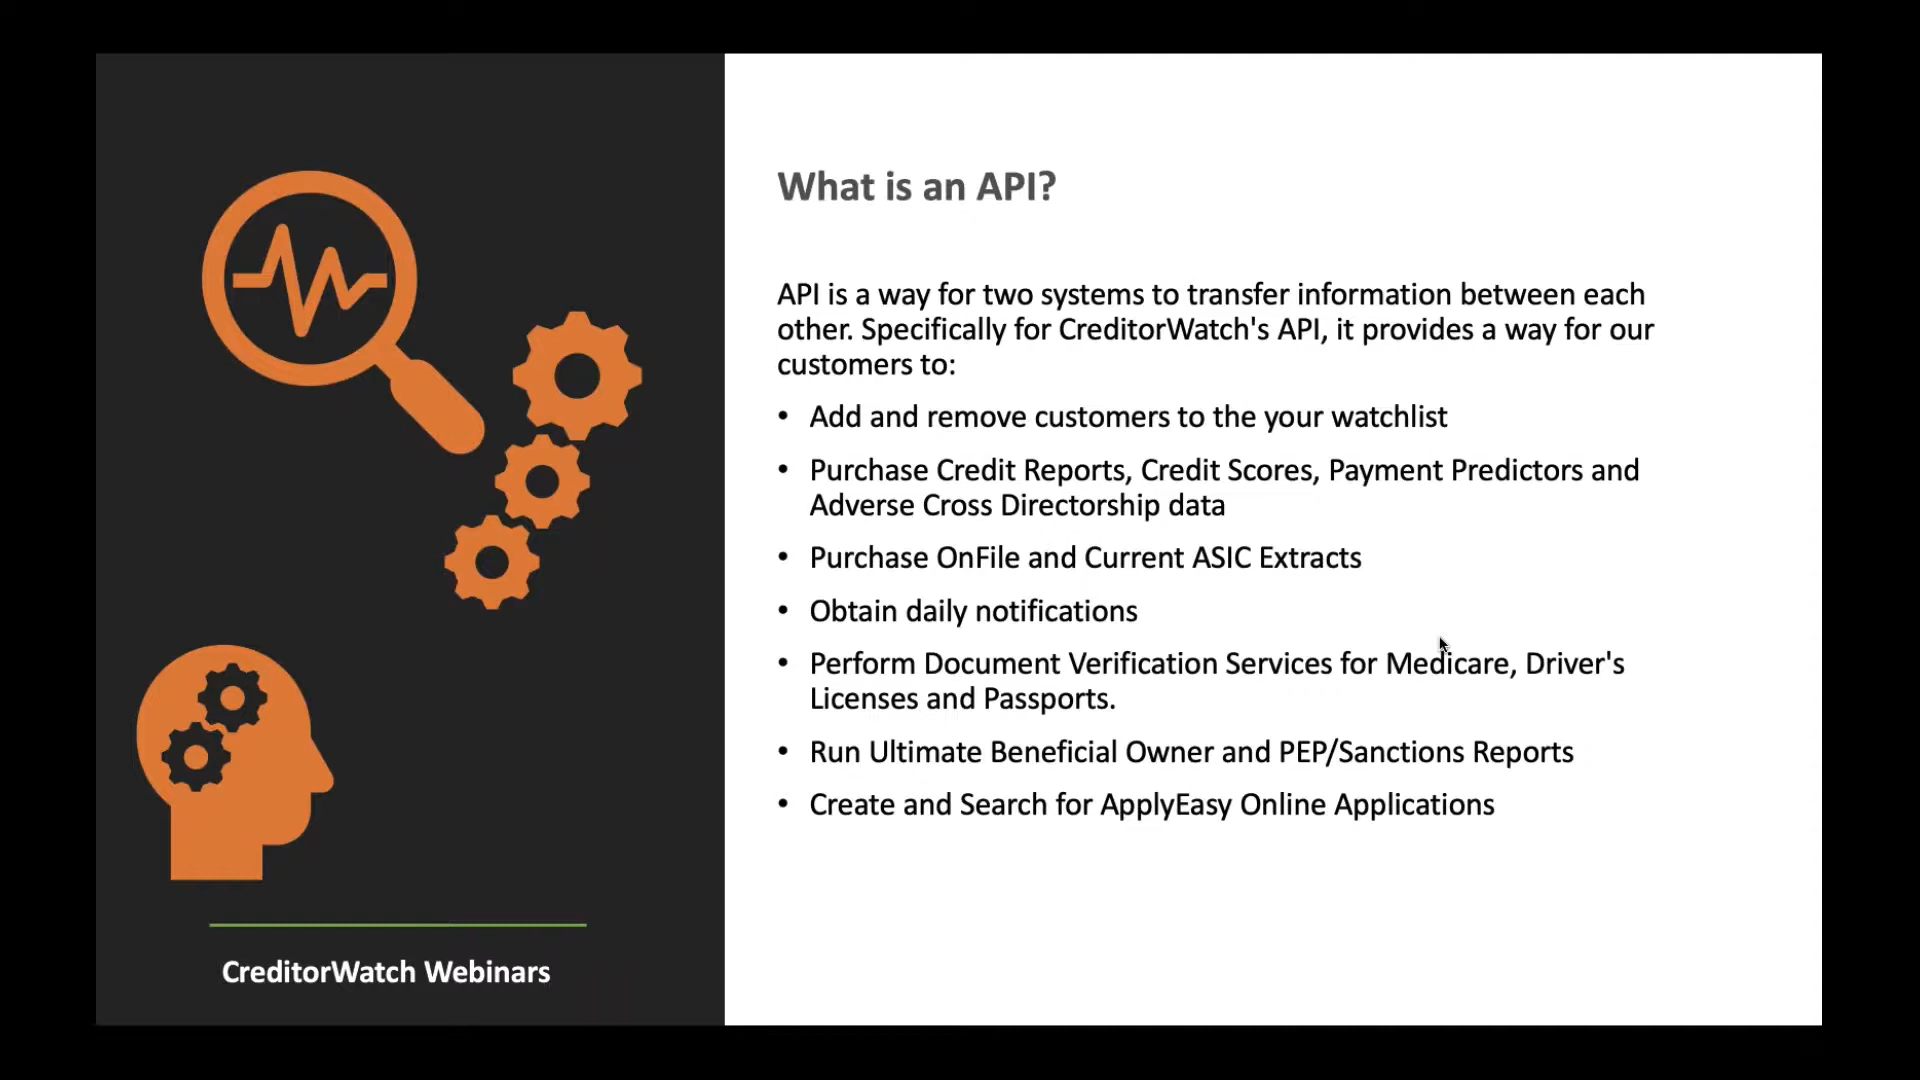 What is an API?
API is a way for two systems to transfer information between each
other. Specifically for CreditorWatch's API, it provides a way for our
customers to:
• Add and remove customers to the your watchlist
• Purchase Credit Reports, Credit Scores, Payment Predictors and
Adverse Cross Directorship data
• Purchase OnFile and Current ASIC Extracts
• Obtain daily notifications
• Perform Document Verification Services for Medicare, Driver's
Licenses and Passports.
• Run Ultimate Beneficial Owner and PEP/Sanctions Reports
• Create and Search for ApplyEasy Online Applications
CreditorWatch Webinars